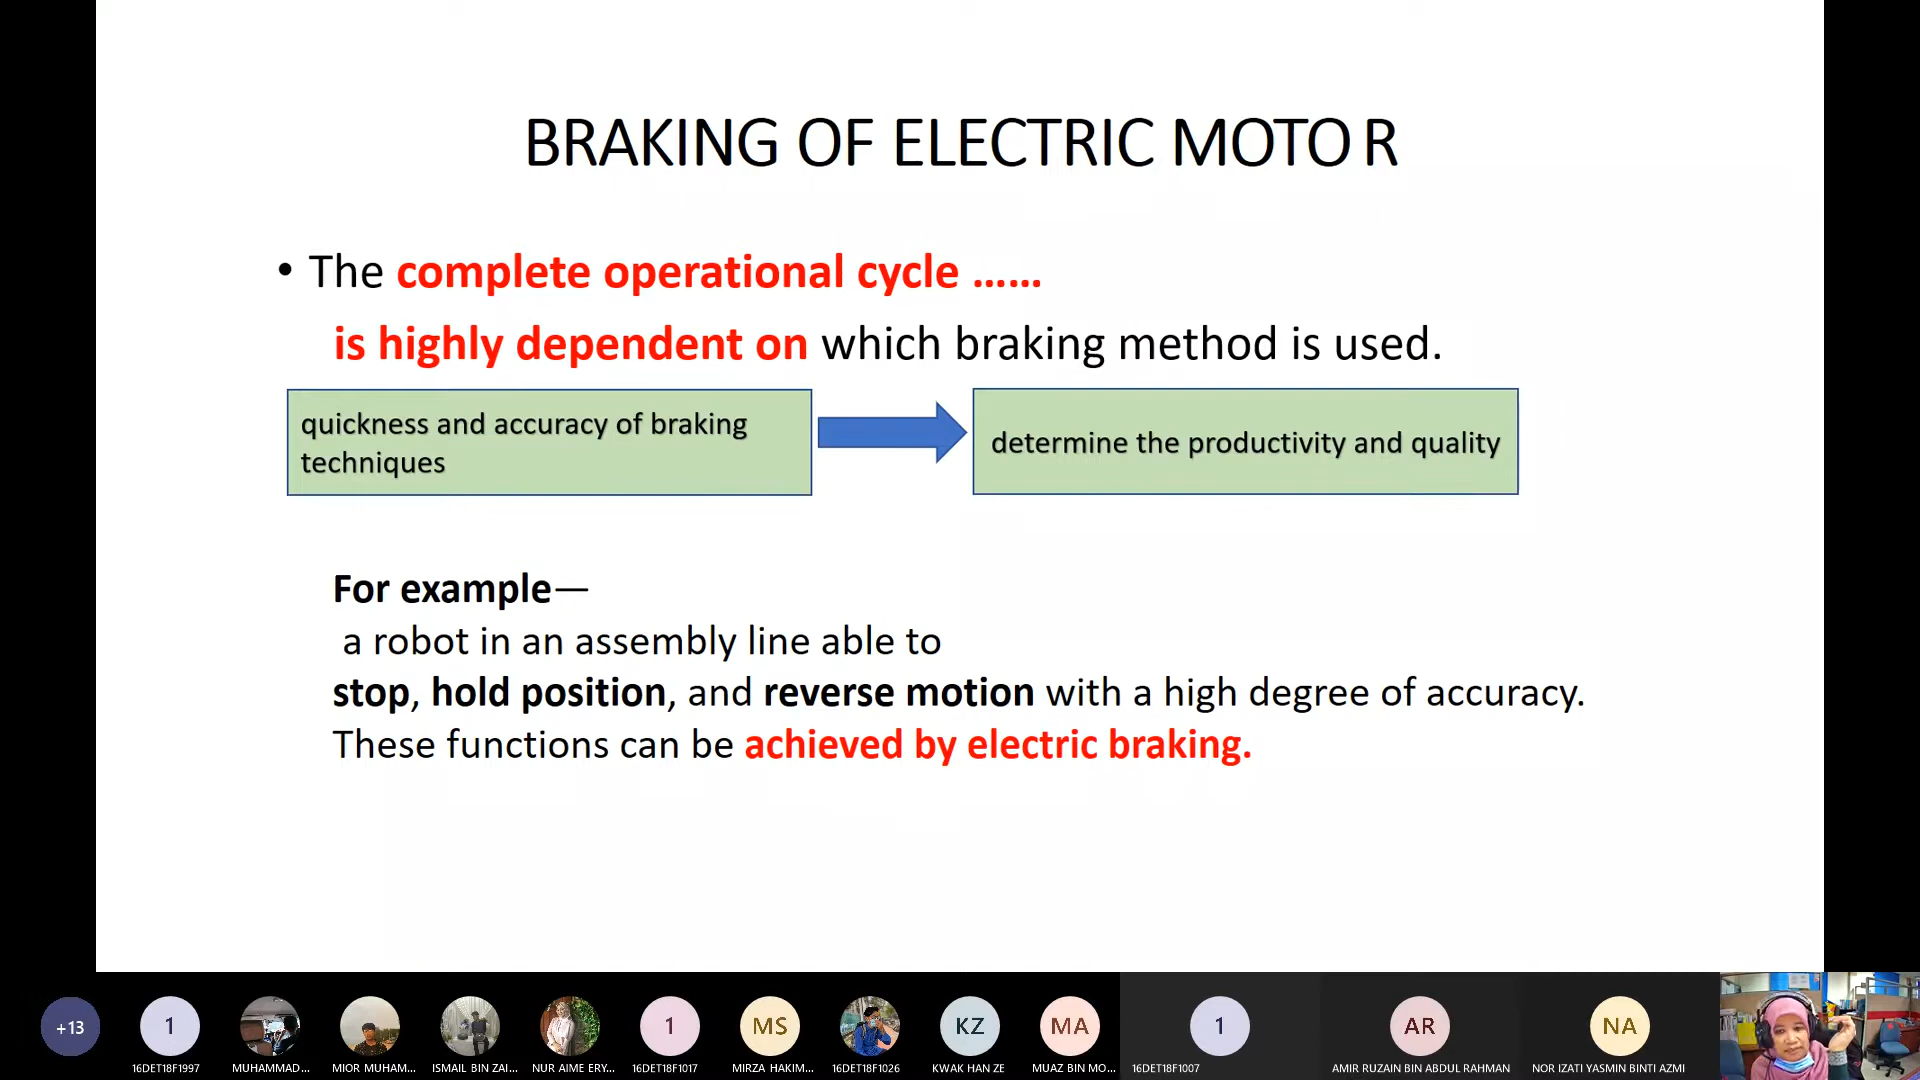 BRAKING OF ELECTRIC MOTOR
• The complete operational cycle ......
is highly dependent on which braking method is used.
quickness and accuracy of braking
techniques
determine the productivity and quality
For example—
a robot in an assembly line able to
stop, hold position, and reverse motion with a high degree of accuracy.
These functions can be achieved by electric braking.
+13
1
1
MS
KZ
MA
1
AR
NA
16DET18F1997
MUHAMMAD...
MIOR MUHAM...
ISMAIL BIN ZAI...
NUR AIME ERY...
16DET18F1017
MIRZA HAKIM...
16DET18F1026
KWAK HAN ZE
MUAZ BIN MO...
16DET18F1007
AMIR RUZAIN BIN ABDUL RAHMAN
NOR IZATI YASMIN BINTI AZMI